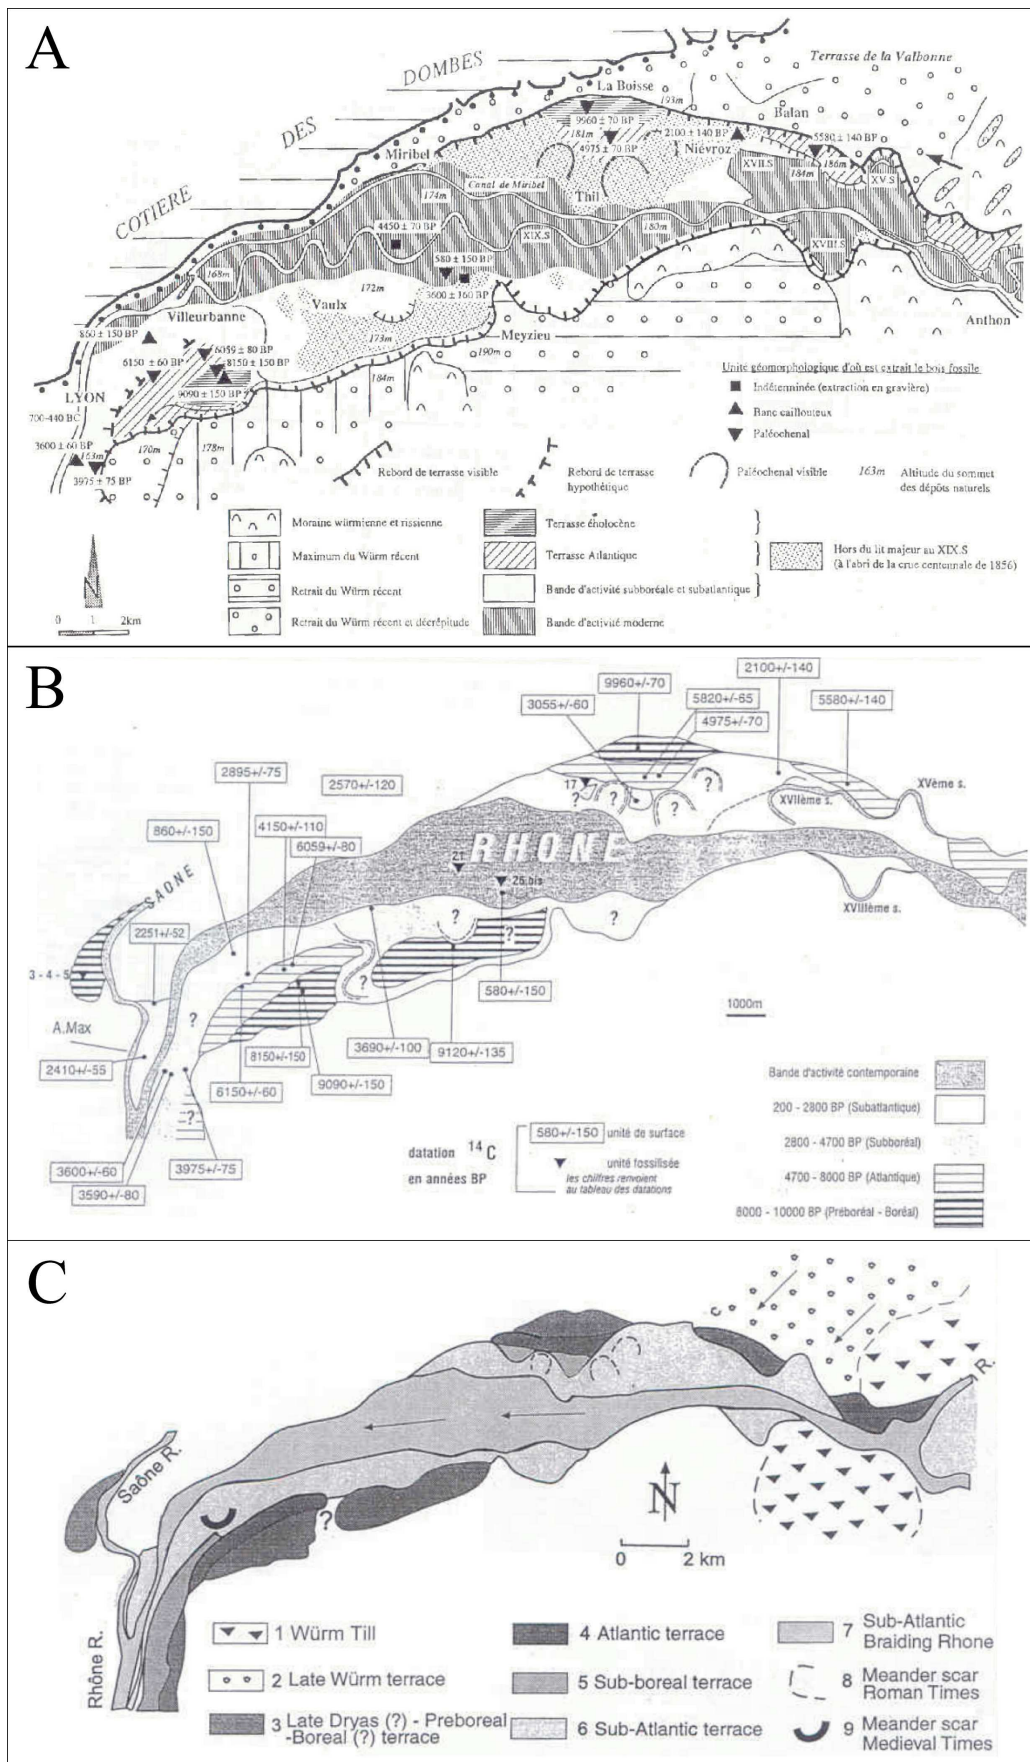 A
DOMBES
DES
COTIERE
Terrasse de la Valbonne
La Boisse
193m
9960 ± 70 BP
181m
4975 ± 70 BP
2100 ± 140 BP
Balan
5580 ± 140 BP
Niévroz
186m
184m
XVII.S
XV.S
Miribel
Canal de Miribel
174m
Thil
4450 ± 70 BP
XIX.S
180m
XVIII.S
580 ± 150 BP
168m
3600 ± 160 BP
172m
Vaulx
Villeurbanne
Anthon
860 ± 150 BP
173m
Meyzieu
6059 ± 80 BP
6150 ± 60 BP
8150 ± 150 BP
190m
9090 ± 150 BP
184m
LYON
700-440 BC
3600 ± 60 BP
163m
170m
178m
3975 ± 75 BP
Unité géomorphologique d'où est extrait le bois fossile
Indéterminée (extraction en gravière)
Banc caillouteux
Paléochenal
Rebord de terrasse visible
Rebord de terrasse hypothétique
Paléochenal visible
163m
Altitude du sommet des dépôts naturels
Moraine würmienne et rissienne
Terrasse éholocène
Maximum du Würm récent
Terrasse Atlantique
Hors du lit majeur au XIX.S
(à l'abri de la crue centennale de 1856)
Retrait du Würm récent
Bande d'activité subboréale et subatlantique
Retrait du Würm récent et décrépitude
Bande d'activité moderne
N
0 1 2km
B
2100+/-140
9960+/-70
3055+/-60
5820+/-65
5580+/-140
4975+/-70
2895+/-75
2570+/-120
17
?
?
?
?
XVIIème s.
XVème s.
860+/-150
4150+/-110
6059+/-80
RHONE
21
25 bis
SAONE
XVIIIème s.
2251+/-52
?
?
?
3 - 4 - 5
?
?
580+/-150
1000m
A.Max
8150+/-150
3690+/-100
9120+/-135
2410+/-55
6150+/-60
9090+/-150
?
Bande d'activité contemporaine
200 - 2800 BP (Subatlantique)
2800 - 4700 BP (Subboréal)
4700 - 8000 BP (Atlantique)
8000 - 10000 BP (Préboréal - Boréal)
3600+/-60
3975+/-75
3590+/-80
datation 14 C
en années BP
580+/-150 unité de surface
unité fossilisée
les chiffres renvoient
au tableau des datations
C
R.
Saône R.
?
N
0 2 km
Rhône R.
1 Würm Till
2 Late Würm terrace
3 Late Dryas (?) - Preboreal
-Boreal (?) terrace
4 Atlantic terrace
5 Sub-boreal terrace
6 Sub-Atlantic terrace
7 Sub-Atlantic
Braiding Rhone
8 Meander scar
Roman Times
9 Meander scar
Medieval Times